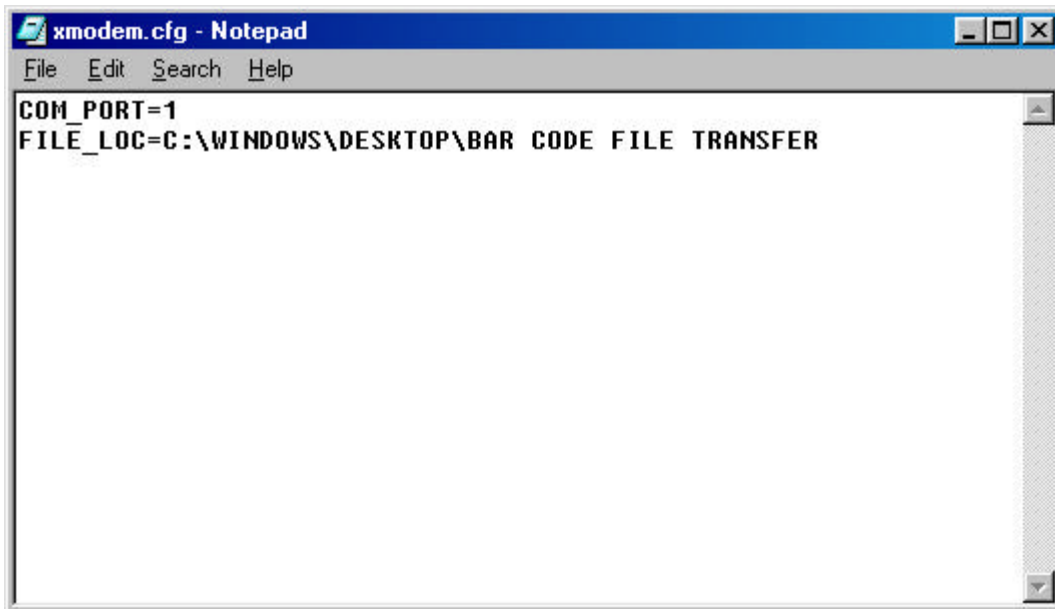 xmodem.cfg - Notepad
File Edit Search Help
COM_PORT=1
FILE_LOC=C:\WINDOWS\DESKTOP\BAR CODE FILE TRANSFER